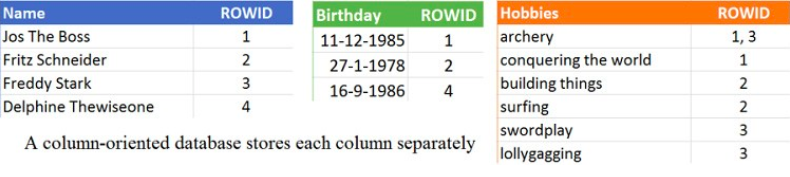 Name ROWID
Jos The Boss 1
Fritz Schneider 2
Freddy Stark 3
Delphine Thewiseone 4
Birthday ROWID
11-12-1985 1
27-1-1978 2
16-9-1986 4
Hobbies ROWID
archery 1, 3
conquering the world 1
building things 2
surfing 2
swordplay 3
lollygagging 3
A column-oriented database stores each column separately